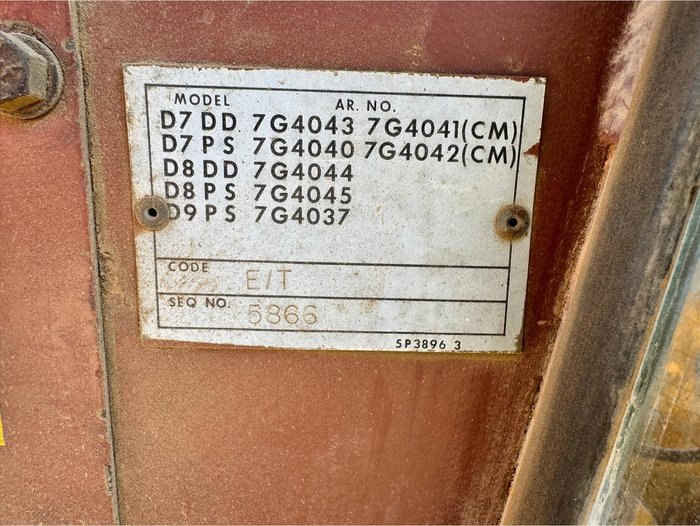 MODEL AR. NO.
D7 DD 7G4043 7G4041(CM)
D7 PS 7G4040 7G4042(CM)
D8 DD 7G4044
D8 PS 7G4045
D9 PS 7G4037
CODE E/T
SEQ NO. 5866
5P3896 3